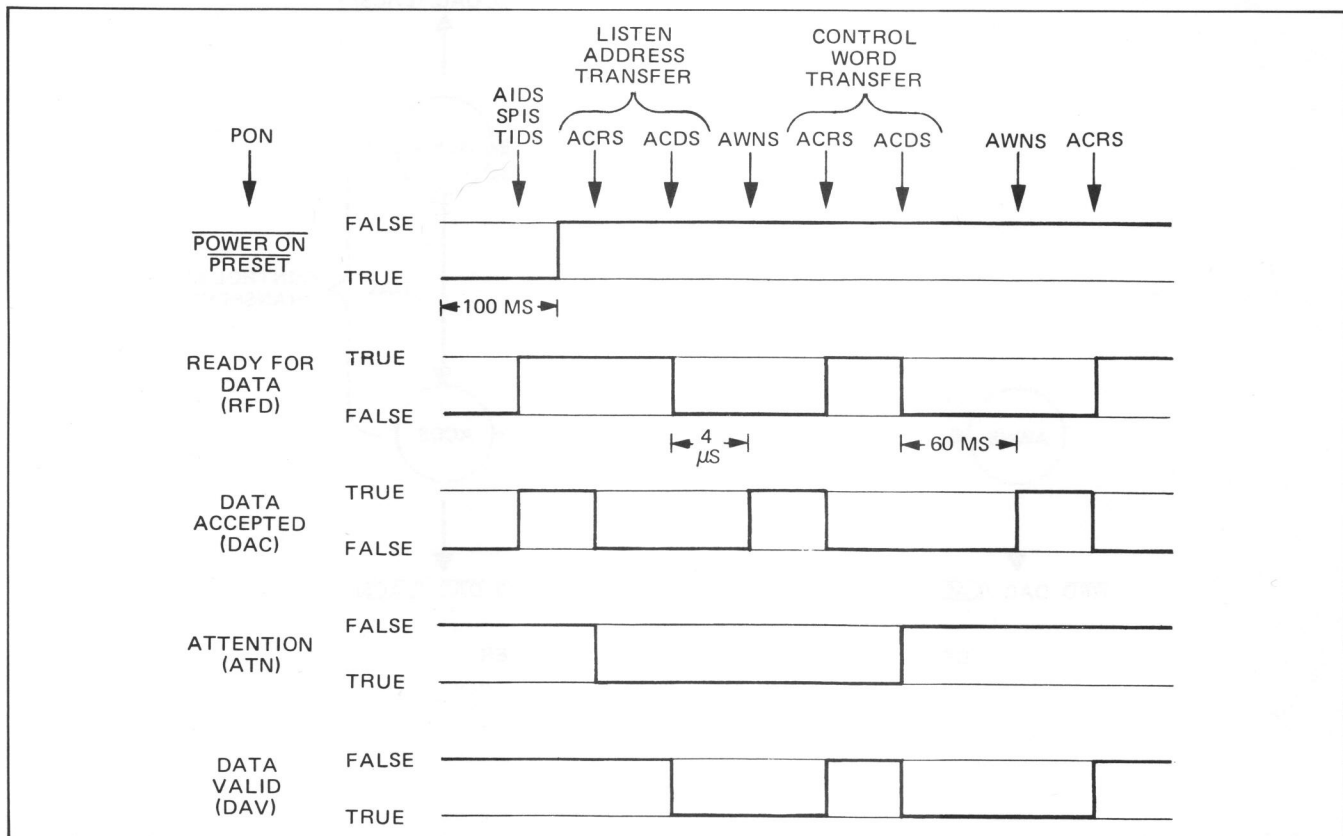 LISTEN
ADDRESS
TRANSFER
CONTROL
WORD
TRANSFER
AIDS
SPIS
TIDS
PON
ACRS
ACDS
AWNS
ACRS
ACDS
AWNS
ACRS
POWER ON
PRESET
FALSE
TRUE
100 MS
READY FOR
DATA
(RFD)
TRUE
FALSE
4
μS
60 MS
DATA
ACCEPTED
(DAC)
TRUE
FALSE
ATTENTION
(ATN)
FALSE
TRUE
DATA
VALID
(DAV)
FALSE
TRUE